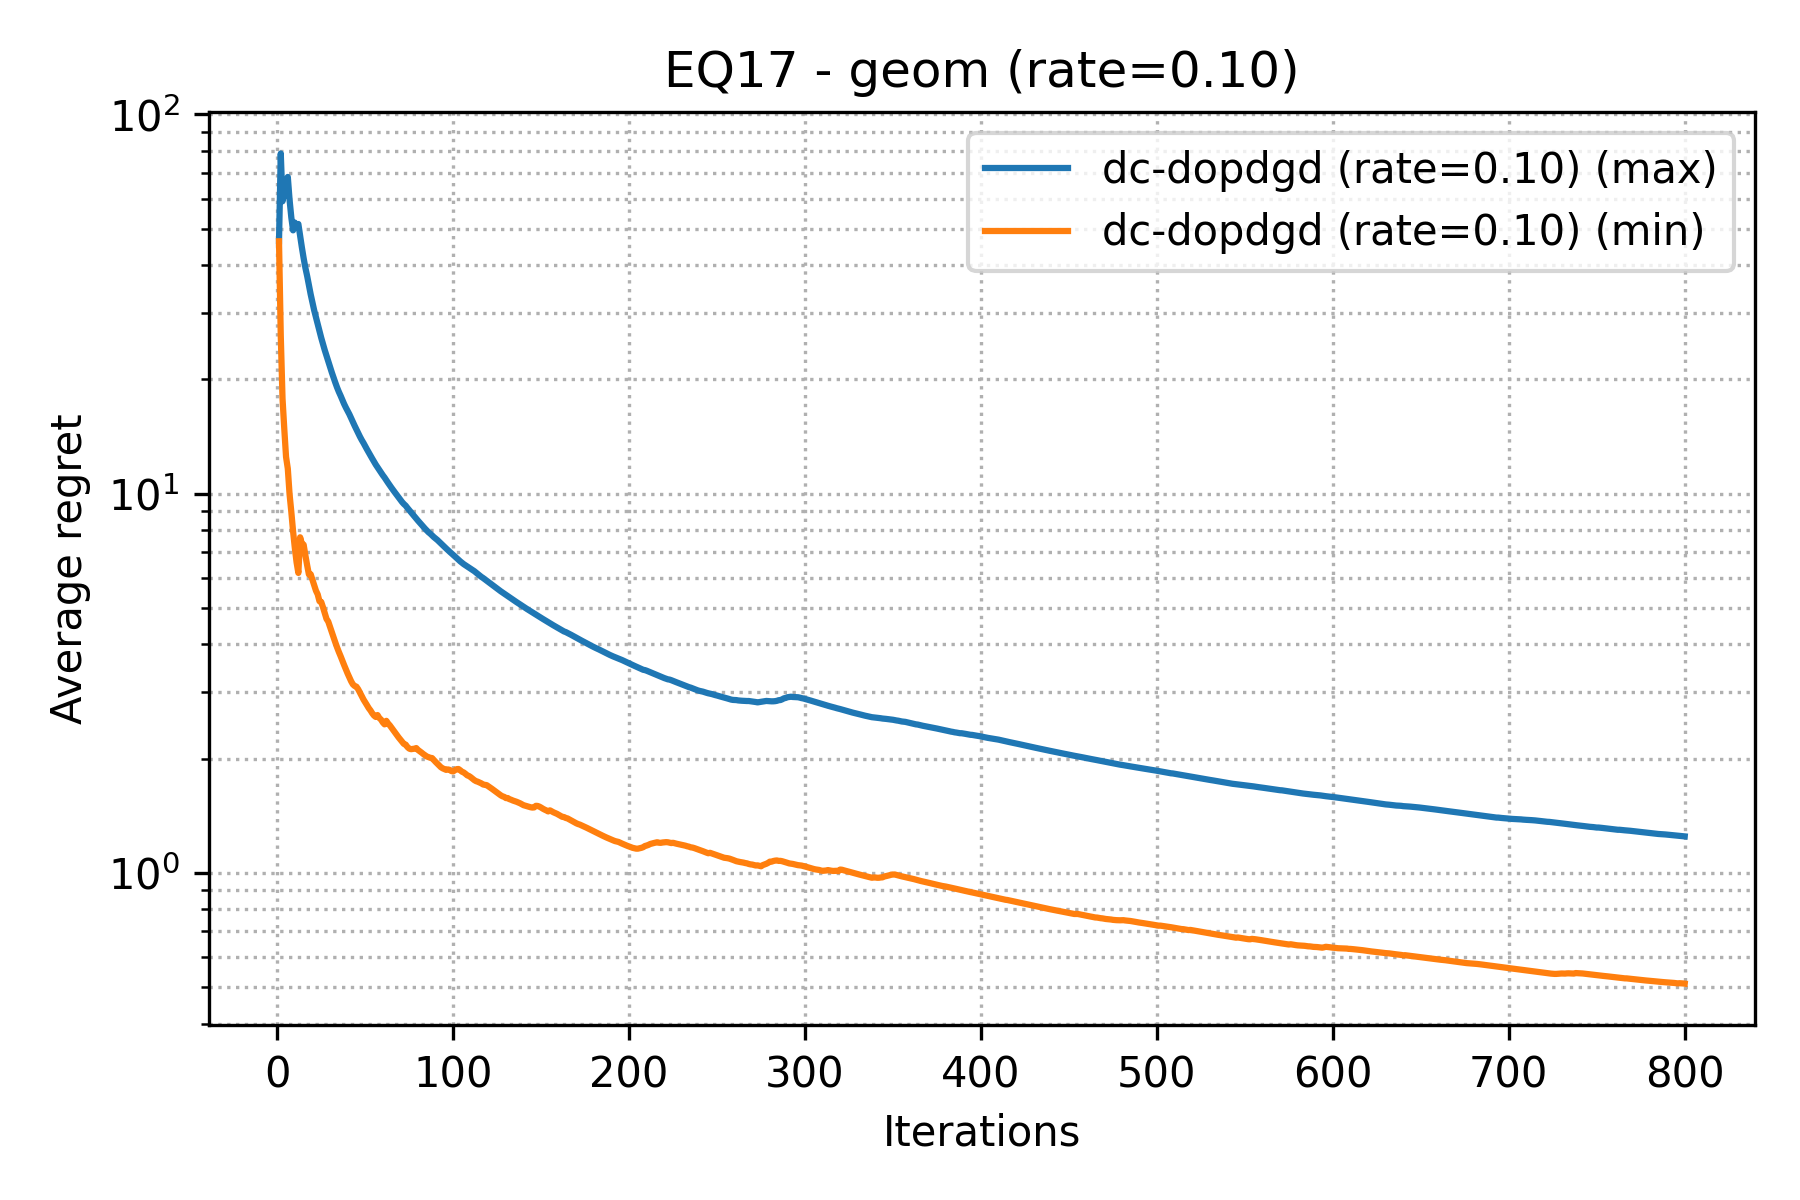 EQ17 - geom (rate=0.10)
dc-dopdgd (rate=0.10) (max)
dc-dopdgd (rate=0.10) (min)
Average regret
10²
10¹
10⁰
0 100 200 300 400 500 600 700 800
Iterations